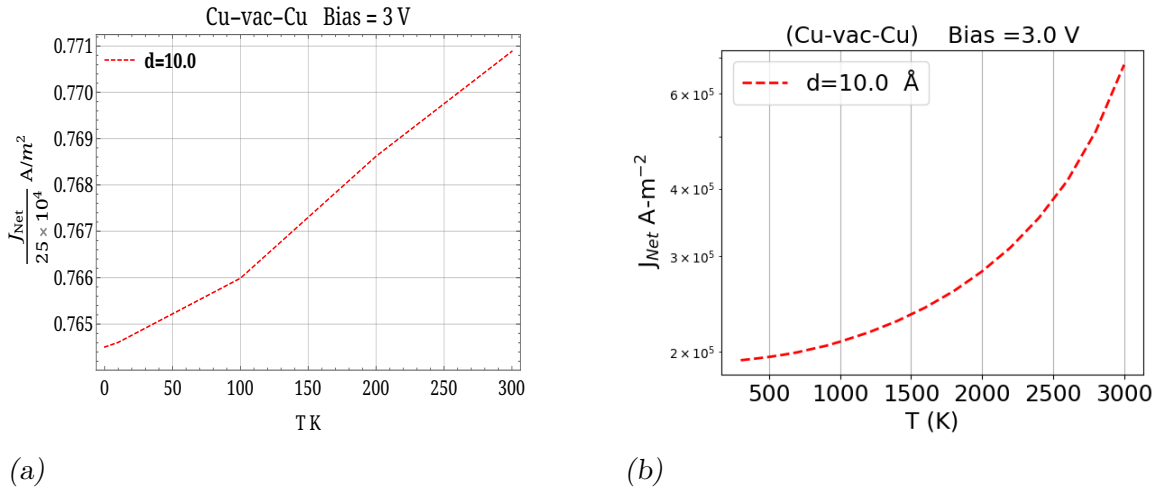 Cu−vac−Cu Bias = 3 V
d=10.0
J_Net / 25 × 10^4 A/m^2
0.771
0.770
0.769
0.768
0.767
0.766
0.765
0 50 100 150 200 250 300
T K
(a)
(Cu-vac-Cu) Bias =3.0 V
d=10.0 Å
J_Net A-m^−2
6 × 10^5
4 × 10^5
3 × 10^5
2 × 10^5
500 1000 1500 2000 2500 3000
T (K)
(b)